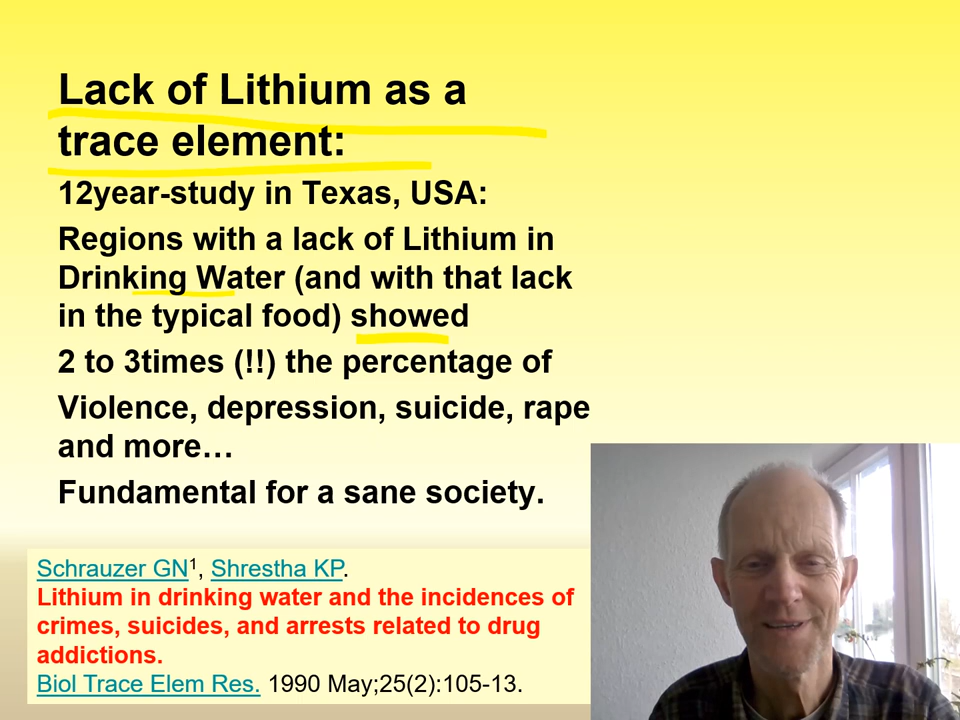 Lack of Lithium as a
trace element:
12year-study in Texas, USA:
Regions with a lack of Lithium in
Drinking Water (and with that lack
in the typical food) showed
2 to 3times (!!) the percentage of
Violence, depression, suicide, rape
and more…
Fundamental for a sane society.
Schrauzer GN1, Shrestha KP.
Lithium in drinking water and the incidences of
crimes, suicides, and arrests related to drug
addictions.
Biol Trace Elem Res. 1990 May;25(2):105-13.